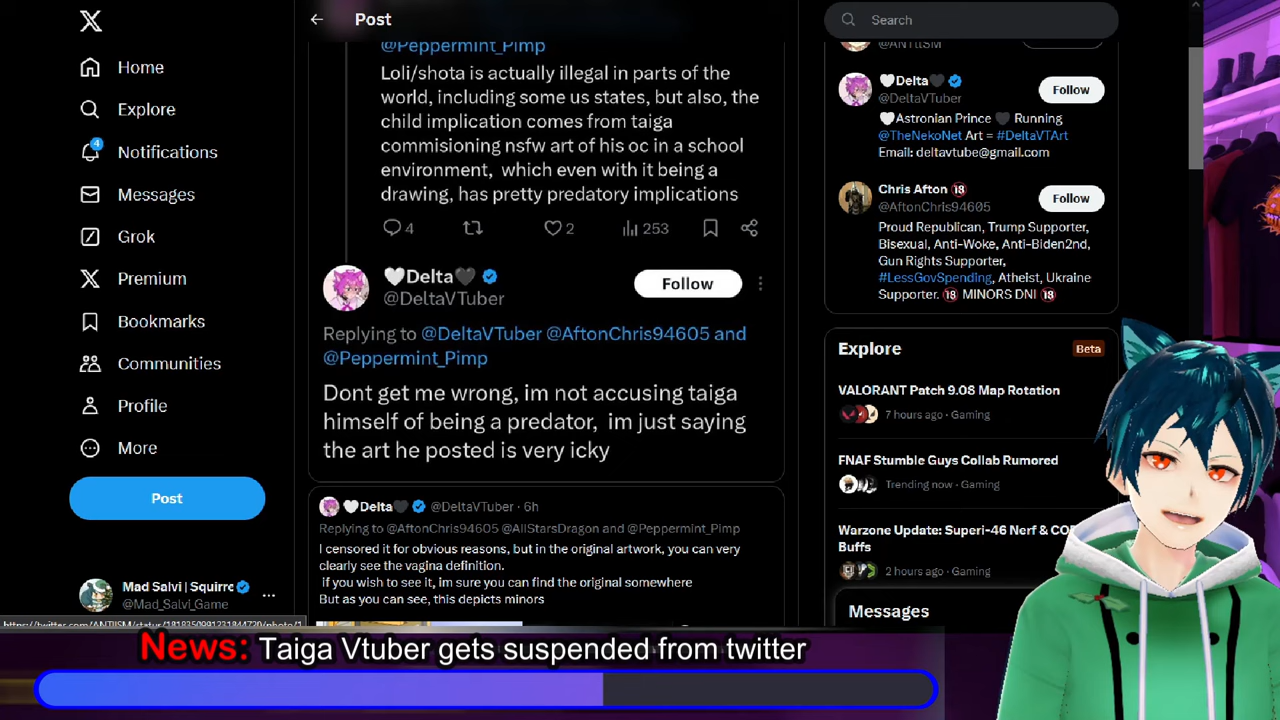 Post
Search
Home
Explore
4
Notifications
Messages
Grok
Premium
Bookmarks
Communities
Profile
More
Post
Mad Salvi | Squirrc
@Mad_Salvi_Game
@Peppermint_Pimp
Loli/shota is actually illegal in parts of the
world, including some us states, but also, the
child implication comes from taiga
commisioning nsfw art of his oc in a school
environment, which even with it being a
drawing, has pretty predatory implications
4
2
253
🤍Delta🖤
@DeltaVTuber
Follow
Replying to @DeltaVTuber @AftonChris94605 and
@Peppermint_Pimp
Dont get me wrong, im not accusing taiga
himself of being a predator, im just saying
the art he posted is very icky
🤍Delta🖤 @DeltaVTuber · 6h
Replying to @AftonChris94605 @AllStarsDragon and @Peppermint_Pimp
I censored it for obvious reasons, but in the original artwork, you can very
clearly see the vagina definition.
If you wish to see it, im sure you can find the original somewhere
But as you can see, this depicts minors
@ANTIISM
🤍Delta🖤
@DeltaVTuber
Follow
🤍Astronian Prince 🖤 Running
@TheNekoNet Art = #DeltaVTArt
Email: deltavtube@gmail.com
Chris Afton 🔞
@AftonChris94605
Follow
Proud Republican, Trump Supporter,
Bisexual, Anti-Woke, Anti-Biden2nd,
Gun Rights Supporter,
#LessGovSpending, Atheist, Ukraine
Supporter. 🔞 MINORS DNI 🔞
Explore
Beta
VALORANT Patch 9.08 Map Rotation
7 hours ago · Gaming
FNAF Stumble Guys Collab Rumored
Trending now · Gaming
Warzone Update: Superi-46 Nerf &
Buffs
2 hours ago · Gaming
Messages
News: Taiga Vtuber gets suspended from twitter